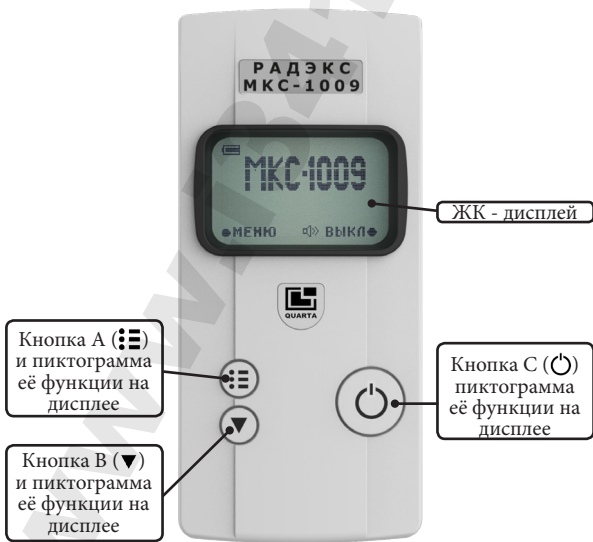 РАДЭКС
МКС-1009
МКС-1009
МЕНЮ ВЫКЛ
ЖК - дисплей
QUARTA
Кнопка A (
)
и пиктограмма
её функции на
дисплее
Кнопка C (
)
пиктограмма
её функции на
дисплее
Кнопка B (▼)
и пиктограмма
её функции на
дисплее